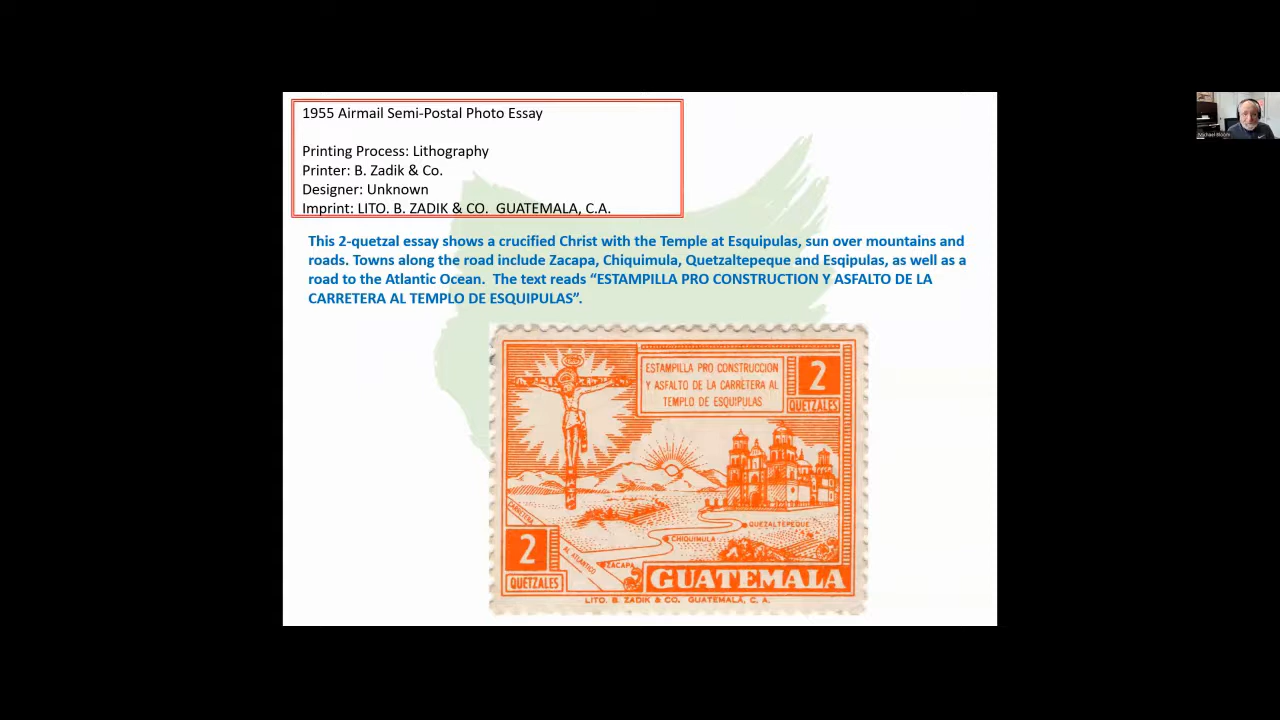 1955 Airmail Semi-Postal Photo Essay
Printing Process: Lithography
Printer: B. Zadik & Co.
Designer: Unknown
Imprint: LITO. B. ZADIK & CO. GUATEMALA, C.A.
This 2-quetzal essay shows a crucified Christ with the Temple at Esquipulas, sun over mountains and
roads. Towns along the road include Zacapa, Chiquimula, Quetzaltepeque and Esqipulas, as well as a
road to the Atlantic Ocean. The text reads “ESTAMPILLA PRO CONSTRUCTION Y ASFALTO DE LA
CARRETERA AL TEMPLO DE ESQUIPULAS”.
ESTAMPILLA PRO CONSTRUCCION
Y ASFALTO DE LA CARRETERA AL
TEMPLO DE ESQUIPULAS
2
QUETZALES
CARRETERA
AL ATLANTICO
QUEZALTEPEQUE
CHIQUIMULA
ZACAPA
2
QUETZALES
GUATEMALA
LITO. B. ZADIK & CO. GUATEMALA, C. A.
Michael Bloom